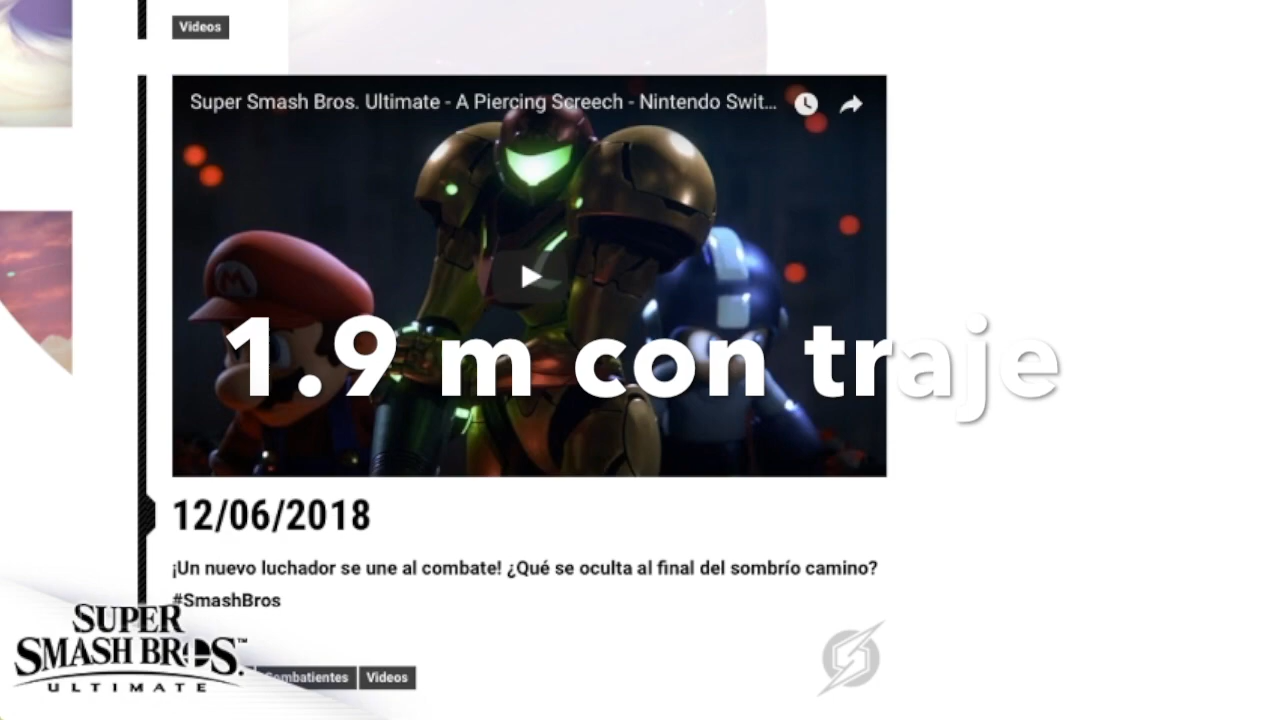 Videos
Super Smash Bros. Ultimate - A Piercing Screech - Nintendo Swit...
M
1.9 m con traje
12/06/2018
¡Un nuevo luchador se une al combate! ¿Qué se oculta al final del sombrío camino?
#SmashBros
SUPER
SMASH BROS.™
ULTIMATE
Combatientes
Videos